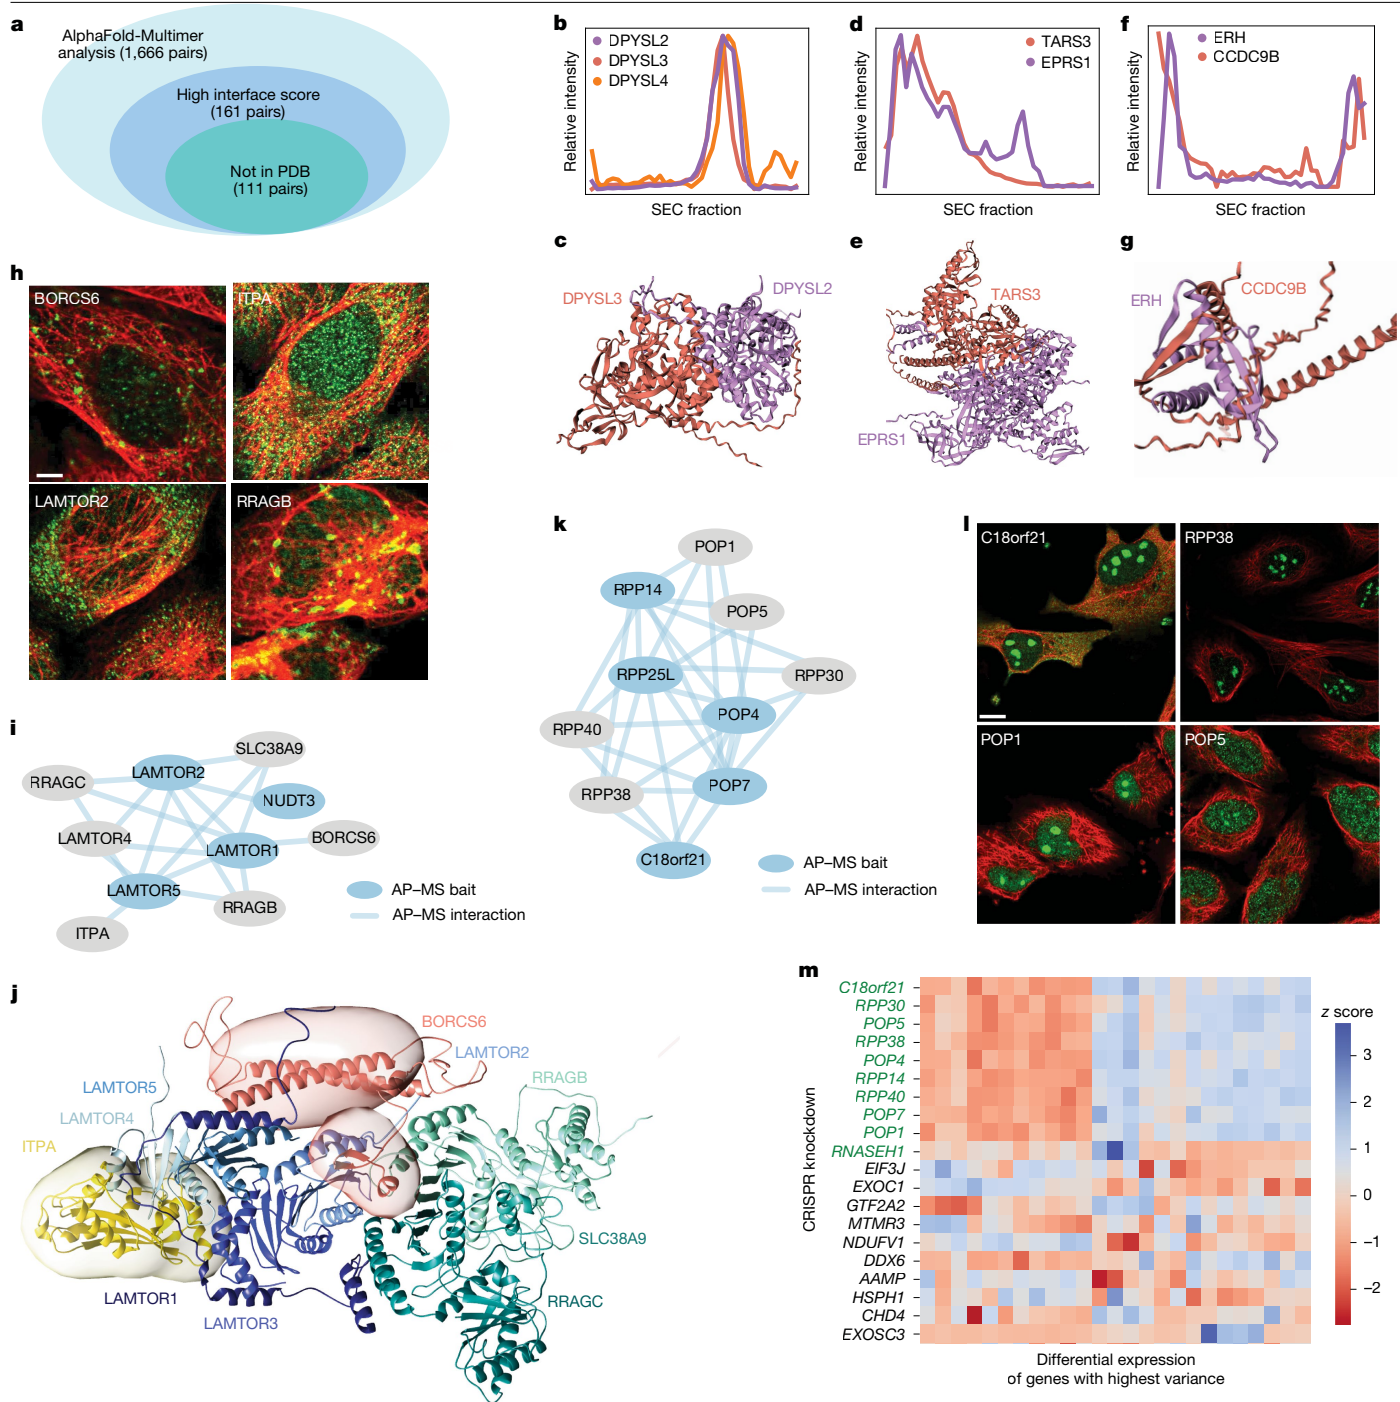 a
AlphaFold-Multimer
analysis (1,666 pairs)
High interface score
(161 pairs)
Not in PDB
(111 pairs)
b
DPYSL2
DPYSL3
DPYSL4
Relative intensity
SEC fraction
d
TARS3
EPRS1
Relative intensity
SEC fraction
f
ERH
CCDC9B
Relative intensity
SEC fraction
c
DPYSL3
DPYSL2
e
TARS3
EPRS1
g
ERH
CCDC9B
h
BORCS6
ITPA
LAMTOR2
RRAGB
i
SLC38A9
RRAGC
LAMTOR2
NUDT3
LAMTOR4
LAMTOR1
BORCS6
LAMTOR5
RRAGB
ITPA
AP–MS bait
AP–MS interaction
k
POP1
RPP14
POP5
RPP25L
RPP30
POP4
RPP40
POP7
RPP38
C18orf21
AP–MS bait
AP–MS interaction
l
C18orf21
RPP38
POP1
POP5
j
BORCS6
LAMTOR2
LAMTOR5
RRAGB
LAMTOR4
ITPA
SLC38A9
LAMTOR1
RRAGC
LAMTOR3
m
CRISPR knockdown
C18orf21
RPP30
POP5
RPP38
POP4
RPP14
RPP40
POP7
POP1
RNASEH1
EIF3J
EXOC1
GTF2A2
MTMR3
NDUFV1
DDX6
AAMP
HSPH1
CHD4
EXOSC3
z score
3
2
1
0
−1
−2
Differential expression
of genes with highest variance